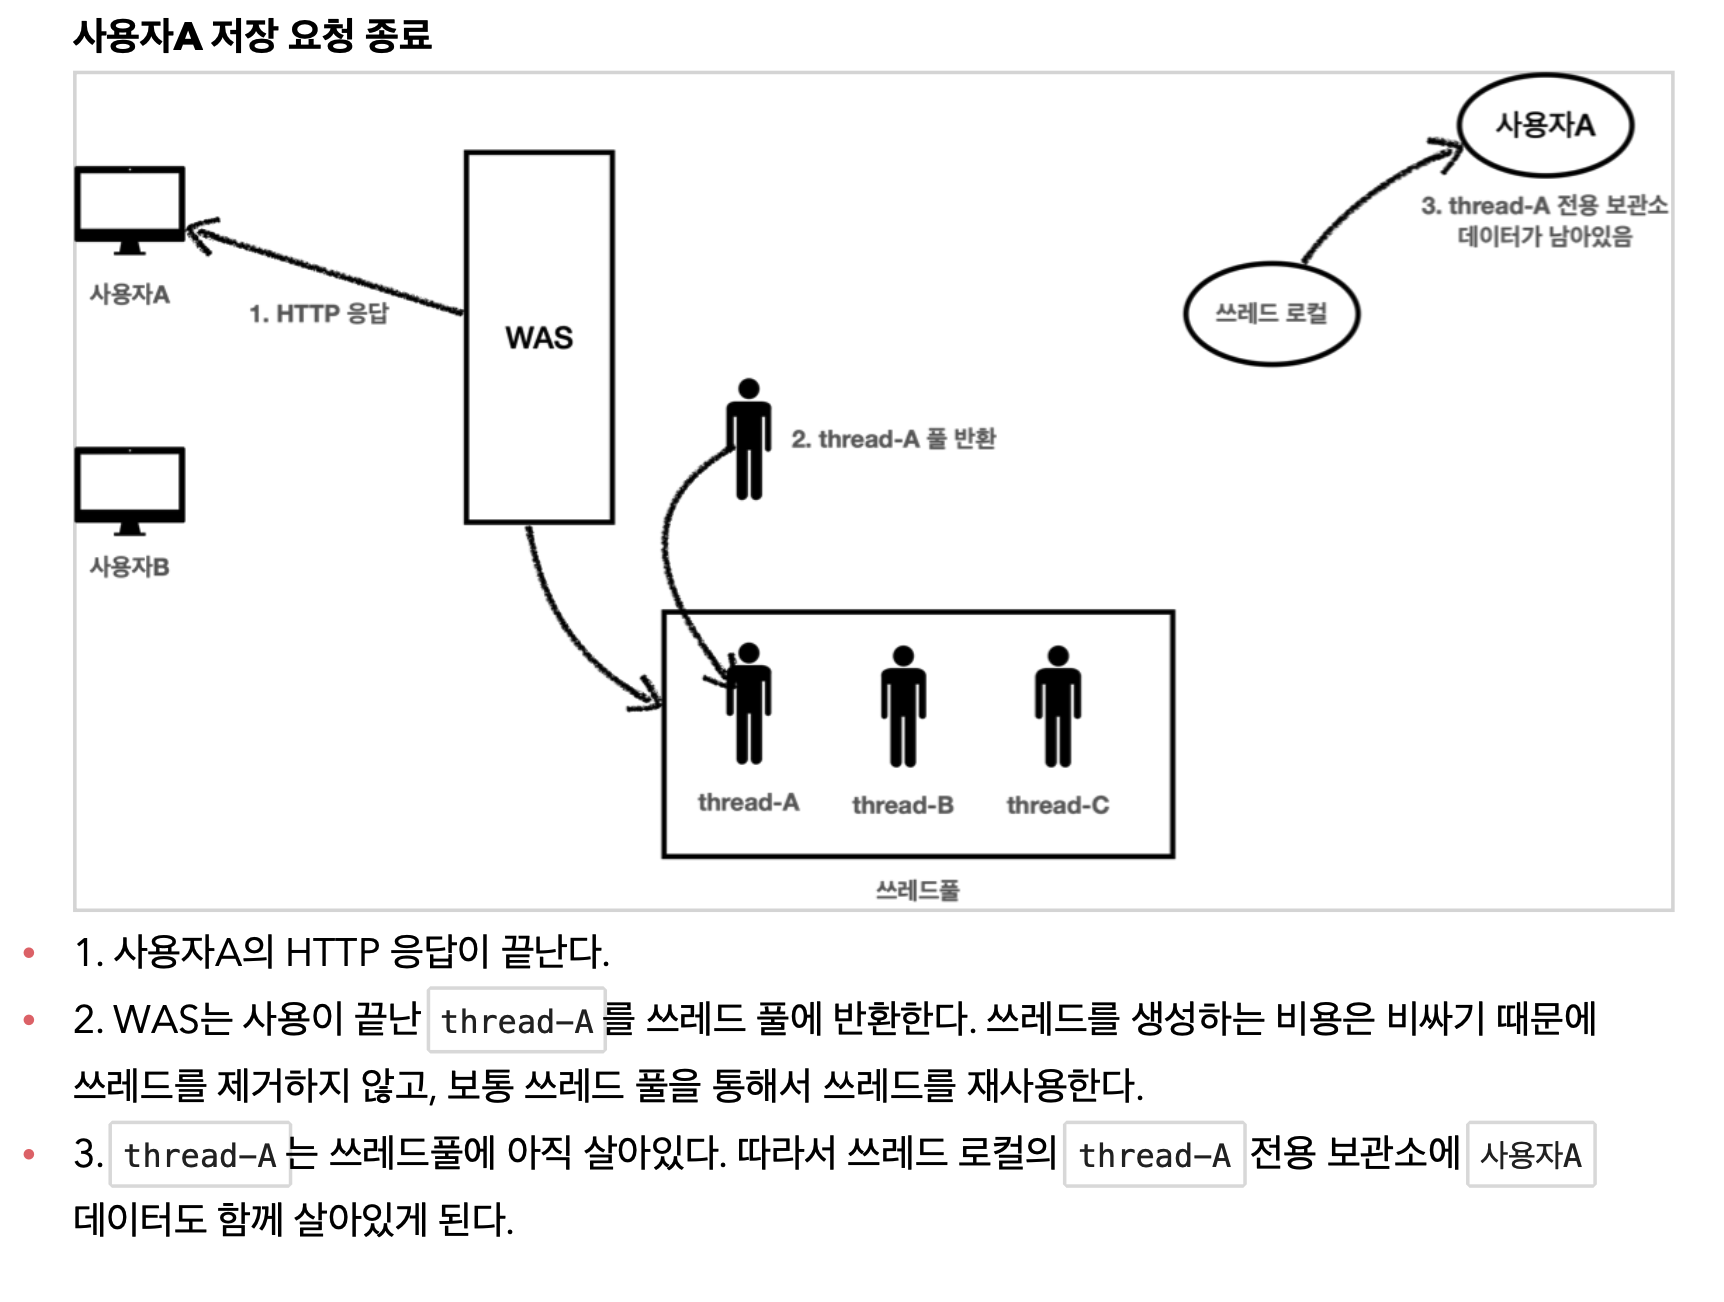 사용자A 저장 요청 종료
사용자A
3. thread-A 전용 보관소
데이터가 남아있음
쓰레드 로컬
사용자A
1. HTTP 응답
WAS
2. thread-A 풀 반환
사용자B
thread-A
thread-B
thread-C
쓰레드풀
• 1. 사용자A의 HTTP 응답이 끝난다.
• 2. WAS는 사용이 끝난 thread-A 를 쓰레드 풀에 반환한다. 쓰레드를 생성하는 비용은 비싸기 때문에
쓰레드를 제거하지 않고, 보통 쓰레드 풀을 통해서 쓰레드를 재사용한다.
• 3. thread-A 는 쓰레드풀에 아직 살아있다. 따라서 쓰레드 로컬의 thread-A 전용 보관소에 사용자A
데이터도 함께 살아있게 된다.